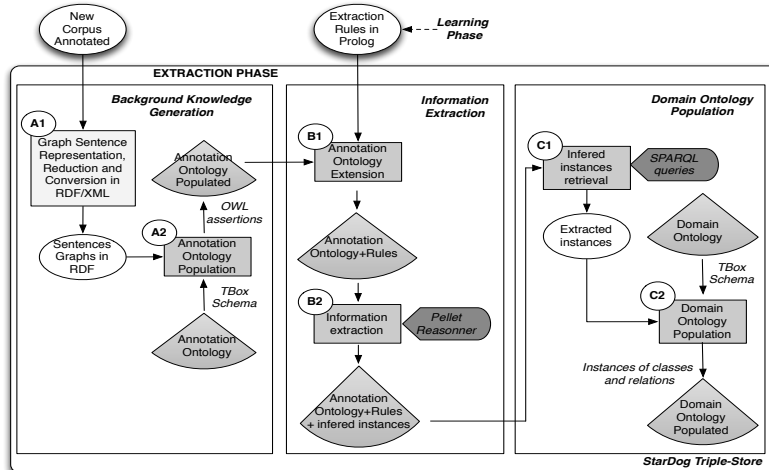 New
Corpus
Annotated
Extraction
Rules in
Prolog
Learning
Phase
EXTRACTION PHASE
Background Knowledge
Generation
A1
Graph Sentence
Representation,
Reduction and
Conversion in
RDF/XML
Sentences
Graphs in
RDF
Annotation
Ontology
Populated
OWL
assertions
A2
Annotation
Ontology
Population
TBox
Schema
Annotation
Ontology
Information
Extraction
B1
Annotation
Ontology
Extension
Annotation
Ontology+Rules
B2
Information
extraction
Pellet
Reasonner
Annotation
Ontology+Rules
+ infered instances
Domain Ontology
Population
C1
Infered
instances
retrieval
SPARQL
queries
Extracted
instances
Domain
Ontology
TBox
Schema
C2
Domain
Ontology
Population
Instances of classes
and relations
Domain
Ontology
Populated
StarDog Triple-Store